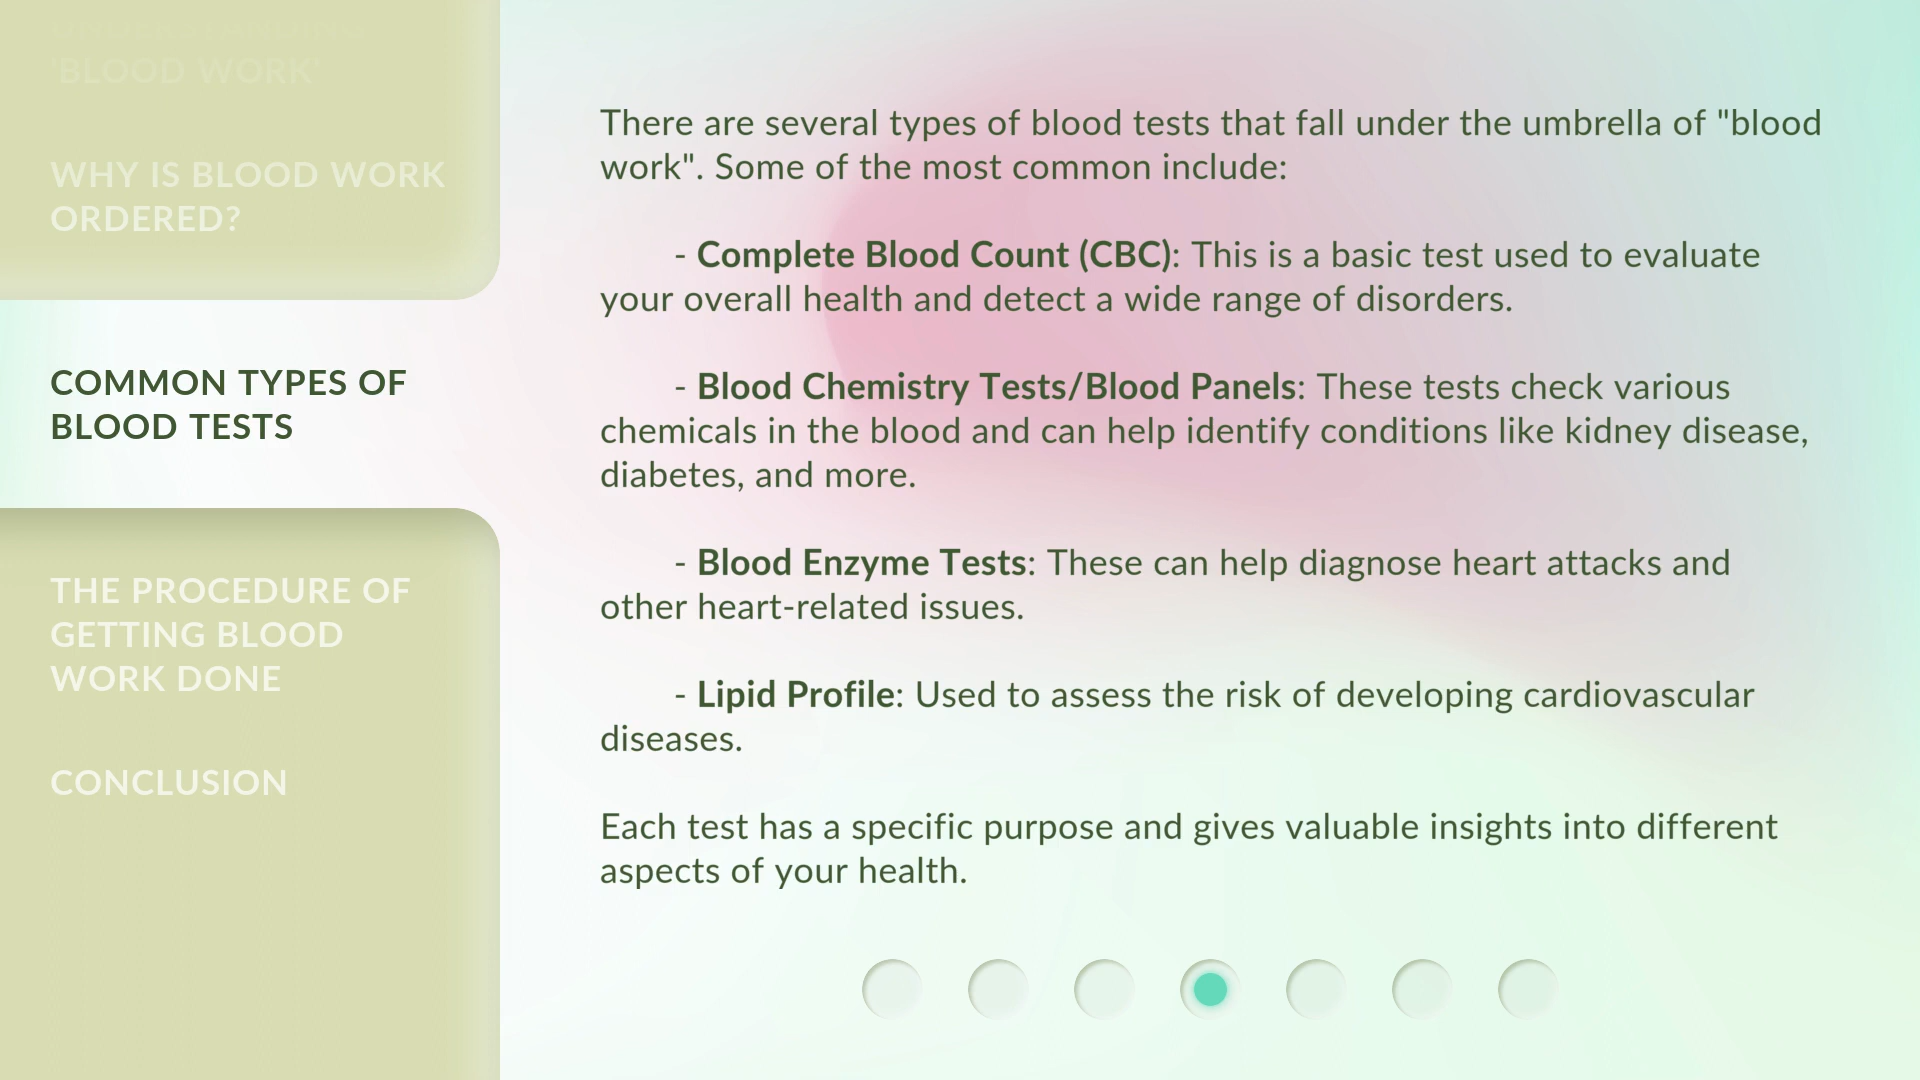 UNDERSTANDING
'BLOOD WORK'
WHY IS BLOOD WORK
ORDERED?
COMMON TYPES OF
BLOOD TESTS
THE PROCEDURE OF
GETTING BLOOD
WORK DONE
CONCLUSION
There are several types of blood tests that fall under the umbrella of "blood
work". Some of the most common include:
- Complete Blood Count (CBC): This is a basic test used to evaluate
your overall health and detect a wide range of disorders.
- Blood Chemistry Tests/Blood Panels: These tests check various
chemicals in the blood and can help identify conditions like kidney disease,
diabetes, and more.
- Blood Enzyme Tests: These can help diagnose heart attacks and
other heart-related issues.
- Lipid Profile: Used to assess the risk of developing cardiovascular
diseases.
Each test has a specific purpose and gives valuable insights into different
aspects of your health.